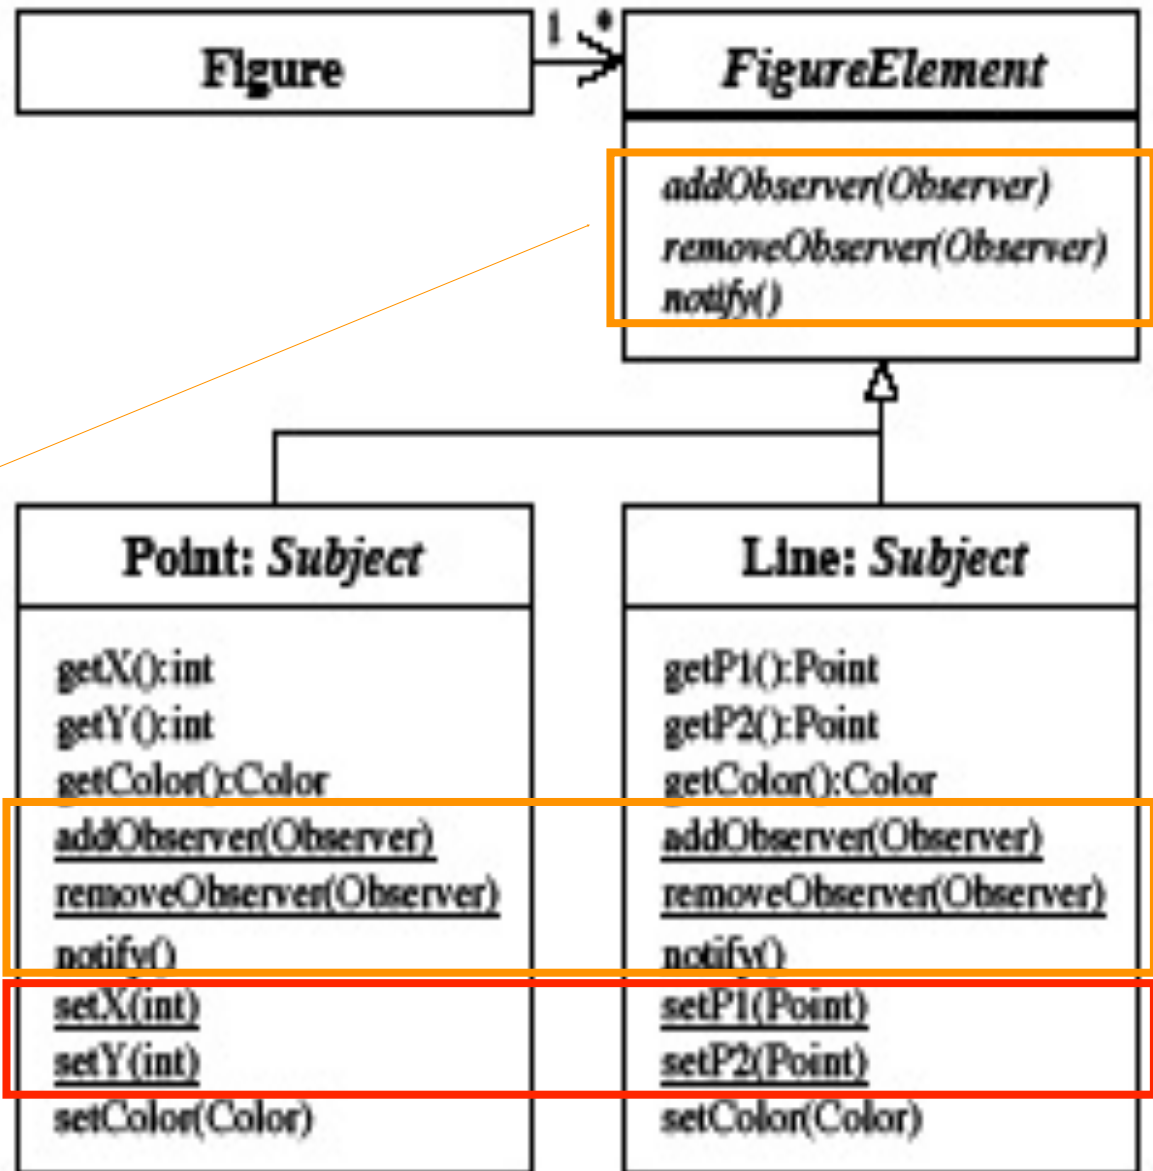 Figure
1 *
FigureElement
addObserver(Observer)
removeObserver(Observer)
notify()
Point: Subject
getX():int
getY():int
getColor():Color
addObserver(Observer)
removeObserver(Observer)
notify()
setX(int)
setY(int)
setColor(Color)
Line: Subject
getP1():Point
getP2():Point
getColor():Color
addObserver(Observer)
removeObserver(Observer)
notify()
setP1(Point)
setP2(Point)
setColor(Color)